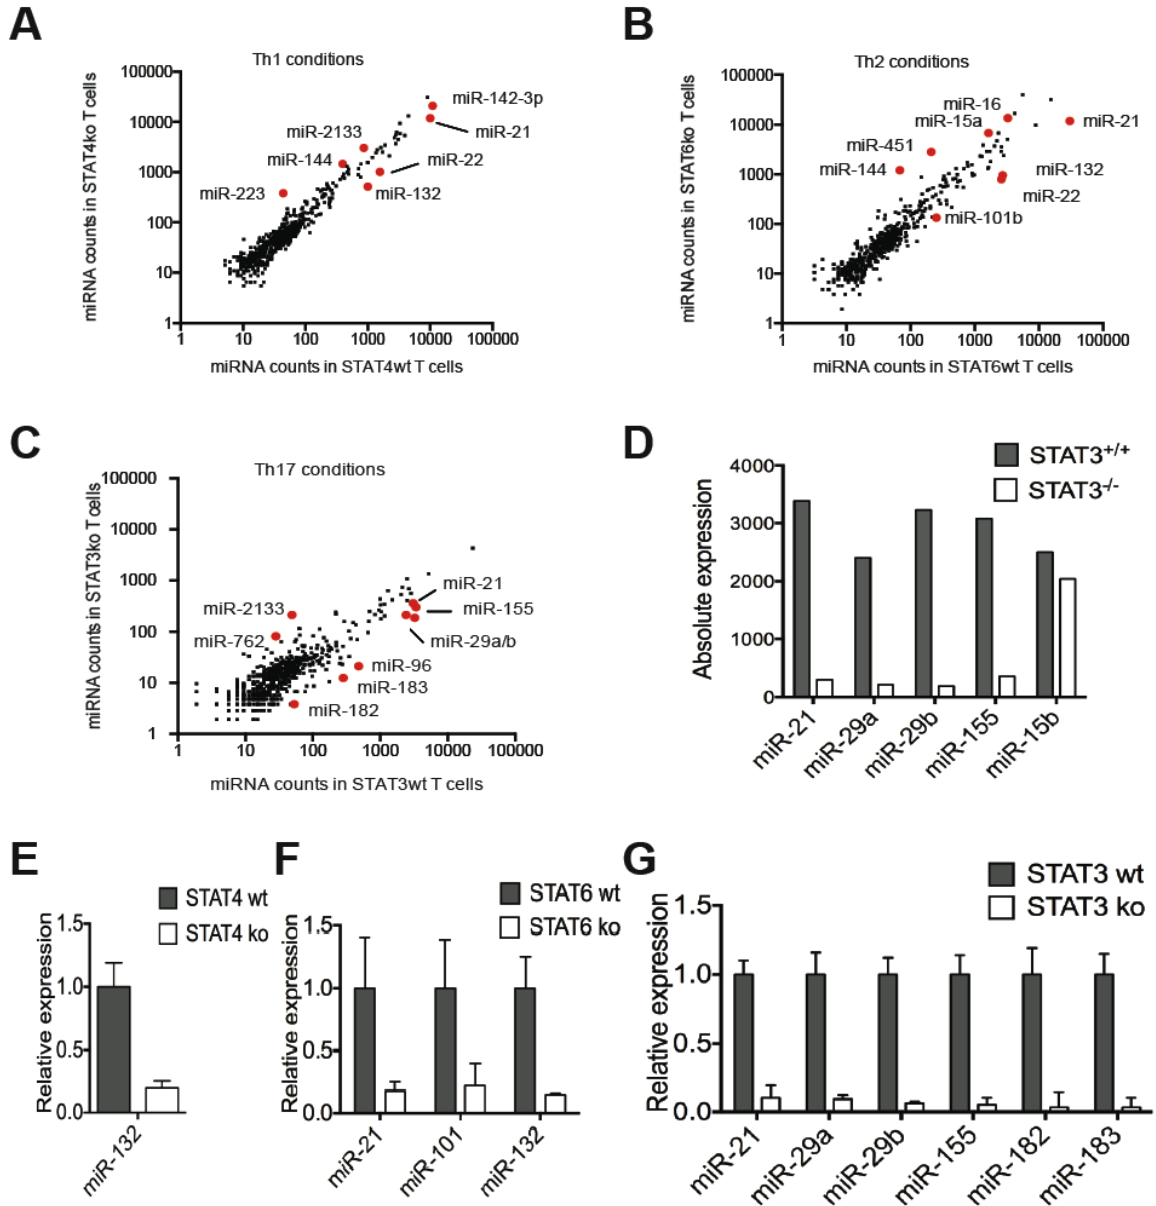 A
Th1 conditions
miRNA counts in STAT4ko T cells
100000
10000
1000
100
10
1
miR-142-3p
miR-21
miR-2133
miR-22
miR-144
miR-223
miR-132
1 10 100 1000 10000 100000
miRNA counts in STAT4wt T cells
B
Th2 conditions
miRNA counts in STAT6ko T cells
100000
10000
1000
100
10
1
miR-16
miR-15a
miR-21
miR-451
miR-144
miR-132
miR-22
miR-101b
1 10 100 1000 10000 100000
miRNA counts in STAT6wt T cells
C
Th17 conditions
miRNA counts in STAT3ko T cells
100000
10000
1000
100
10
1
miR-21
miR-2133
miR-155
miR-762
miR-29a/b
miR-96
miR-183
miR-182
1 10 100 1000 10000 100000
miRNA counts in STAT3wt T cells
D
STAT3+/+
STAT3-/-
Absolute expression
4000
3000
2000
1000
0
miR-21 miR-29a miR-29b miR-155 miR-15b
E
STAT4 wt
STAT4 ko
Relative expression
1.5
1.0
0.5
0.0
miR-132
F
STAT6 wt
STAT6 ko
Relative expression
1.5
1.0
0.5
0.0
miR-21 miR-101 miR-132
G
STAT3 wt
STAT3 ko
Relative expression
1.5
1.0
0.5
0.0
miR-21 miR-29a miR-29b miR-155 miR-182 miR-183